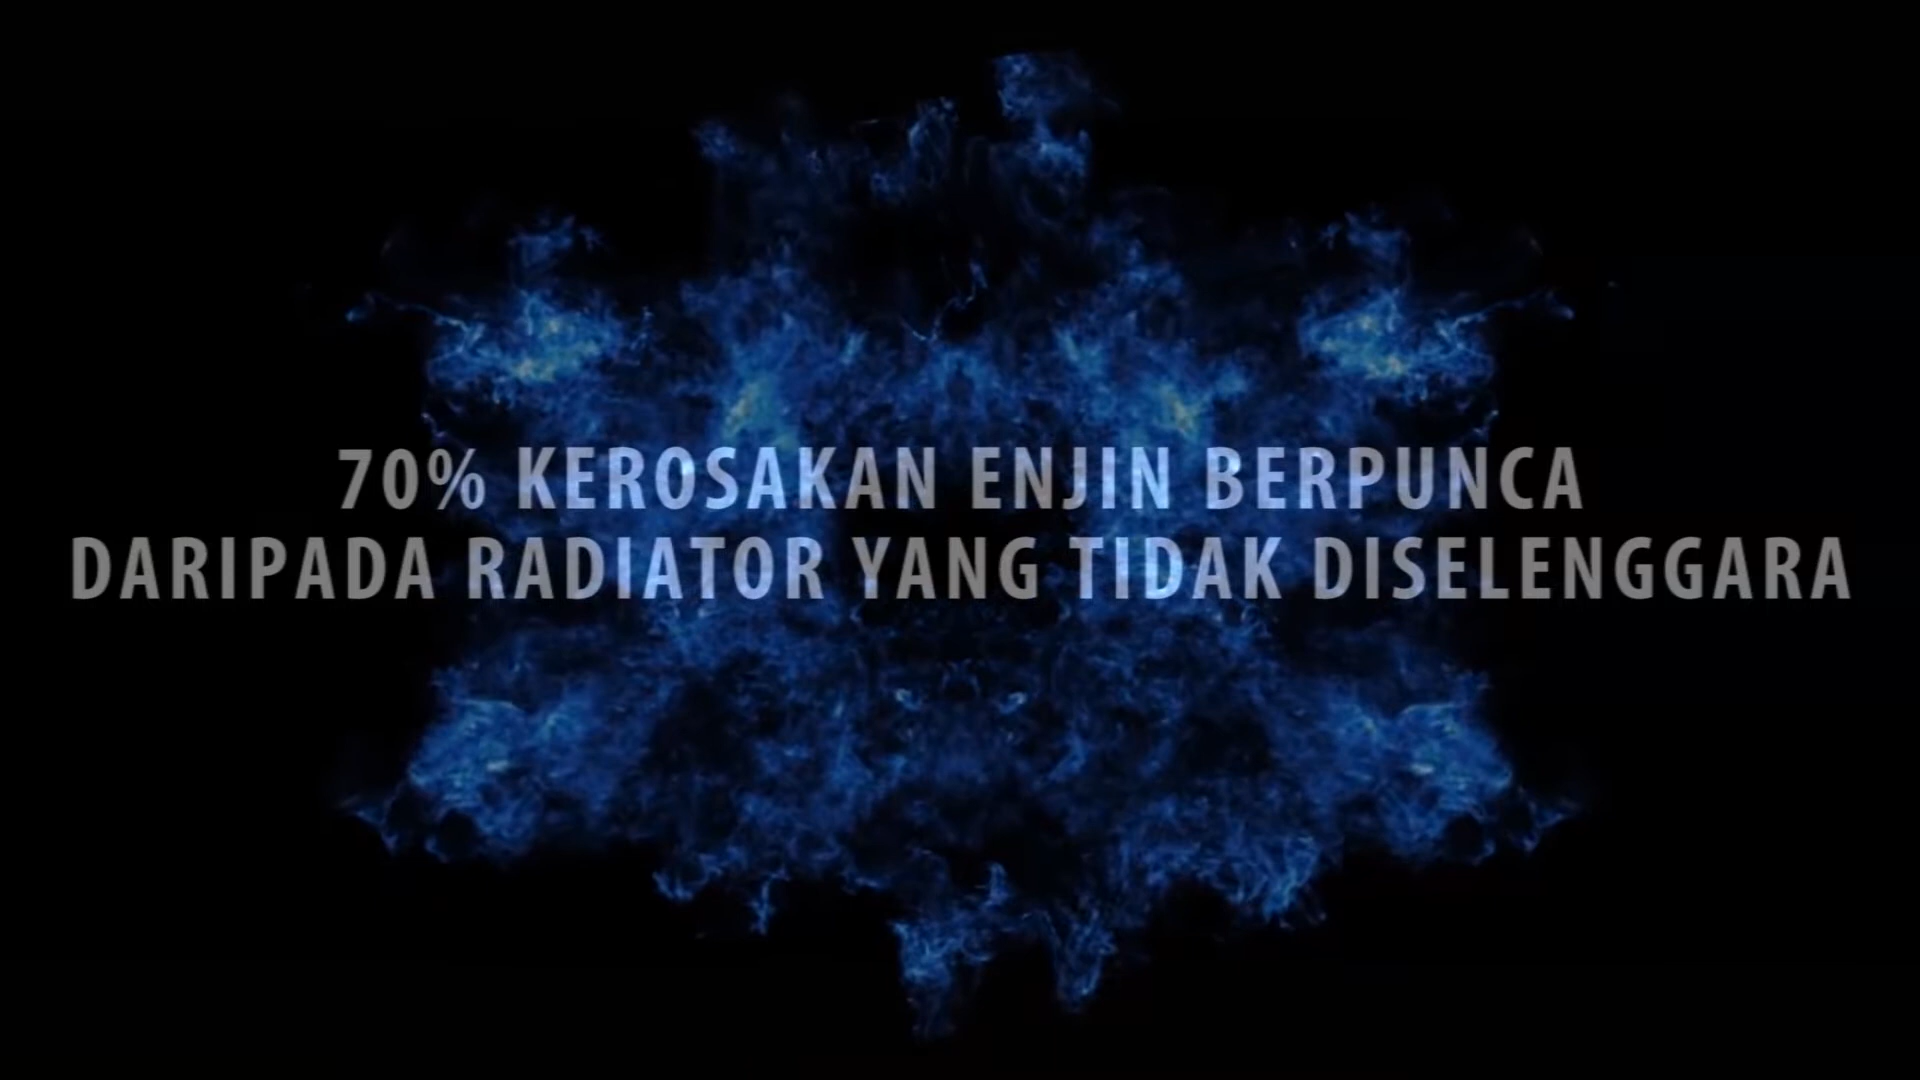 70% KEROSAKAN ENJIN BERPUNCA
DARIPADA RADIATOR YANG TIDAK DISELENGGARA